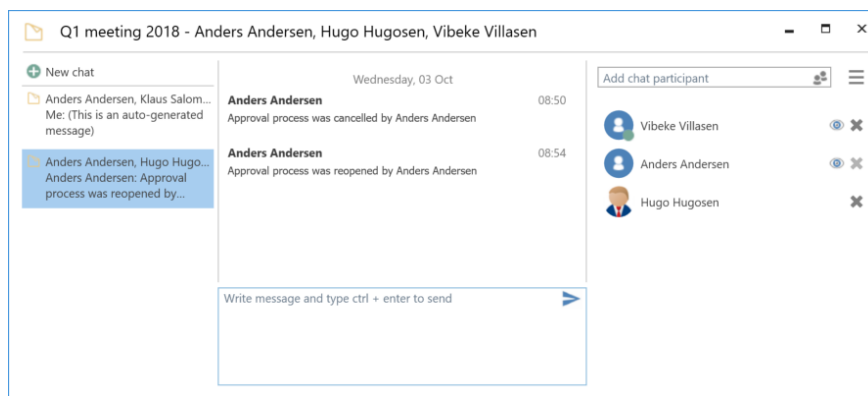 Q1 meeting 2018 - Anders Andersen, Hugo Hugosen, Vibeke Villasen
New chat
Anders Andersen, Klaus Salom...
Me: (This is an auto-generated
message)
Anders Andersen, Hugo Hugo...
Anders Andersen: Approval
process was reopened by...
Wednesday, 03 Oct
Anders Andersen 08:50
Approval process was cancelled by Anders Andersen
Anders Andersen 08:54
Approval process was reopened by Anders Andersen
Write message and type ctrl + enter to send
Add chat participant
Vibeke Villasen
Anders Andersen
Hugo Hugosen